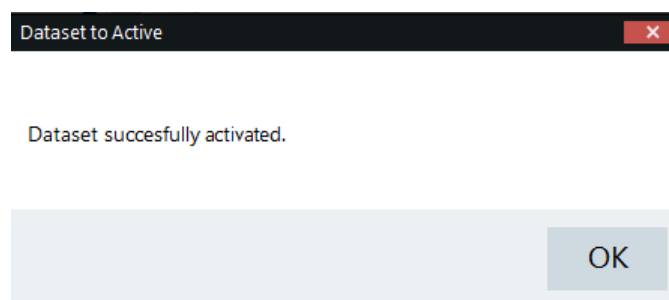 Dataset to Active
Dataset succesfully activated.
OK